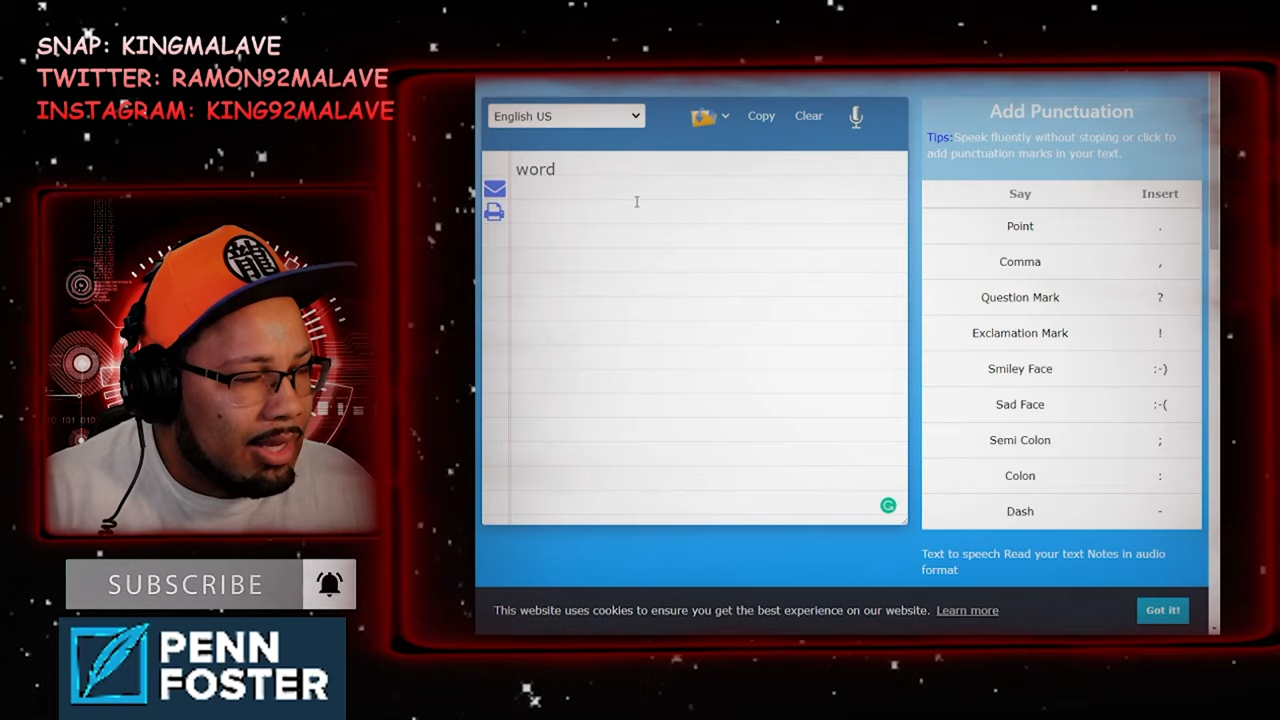 SNAP: KINGMALAVE
TWITTER: RAMON92MALAVE
INSTAGRAM: KING92MALAVE
English US
Copy
Clear
word
Add Punctuation
Tips:Speek fluently without stoping or click to
add punctuation marks in your text.
Say Insert
Point .
Comma ,
Question Mark ?
Exclamation Mark !
Smiley Face :-)
Sad Face :-(
Semi Colon ;
Colon :
Dash -
Text to speech Read your text Notes in audio
format
This website uses cookies to ensure you get the best experience on our website. Learn more
Got it!
SUBSCRIBE
PENN
FOSTER